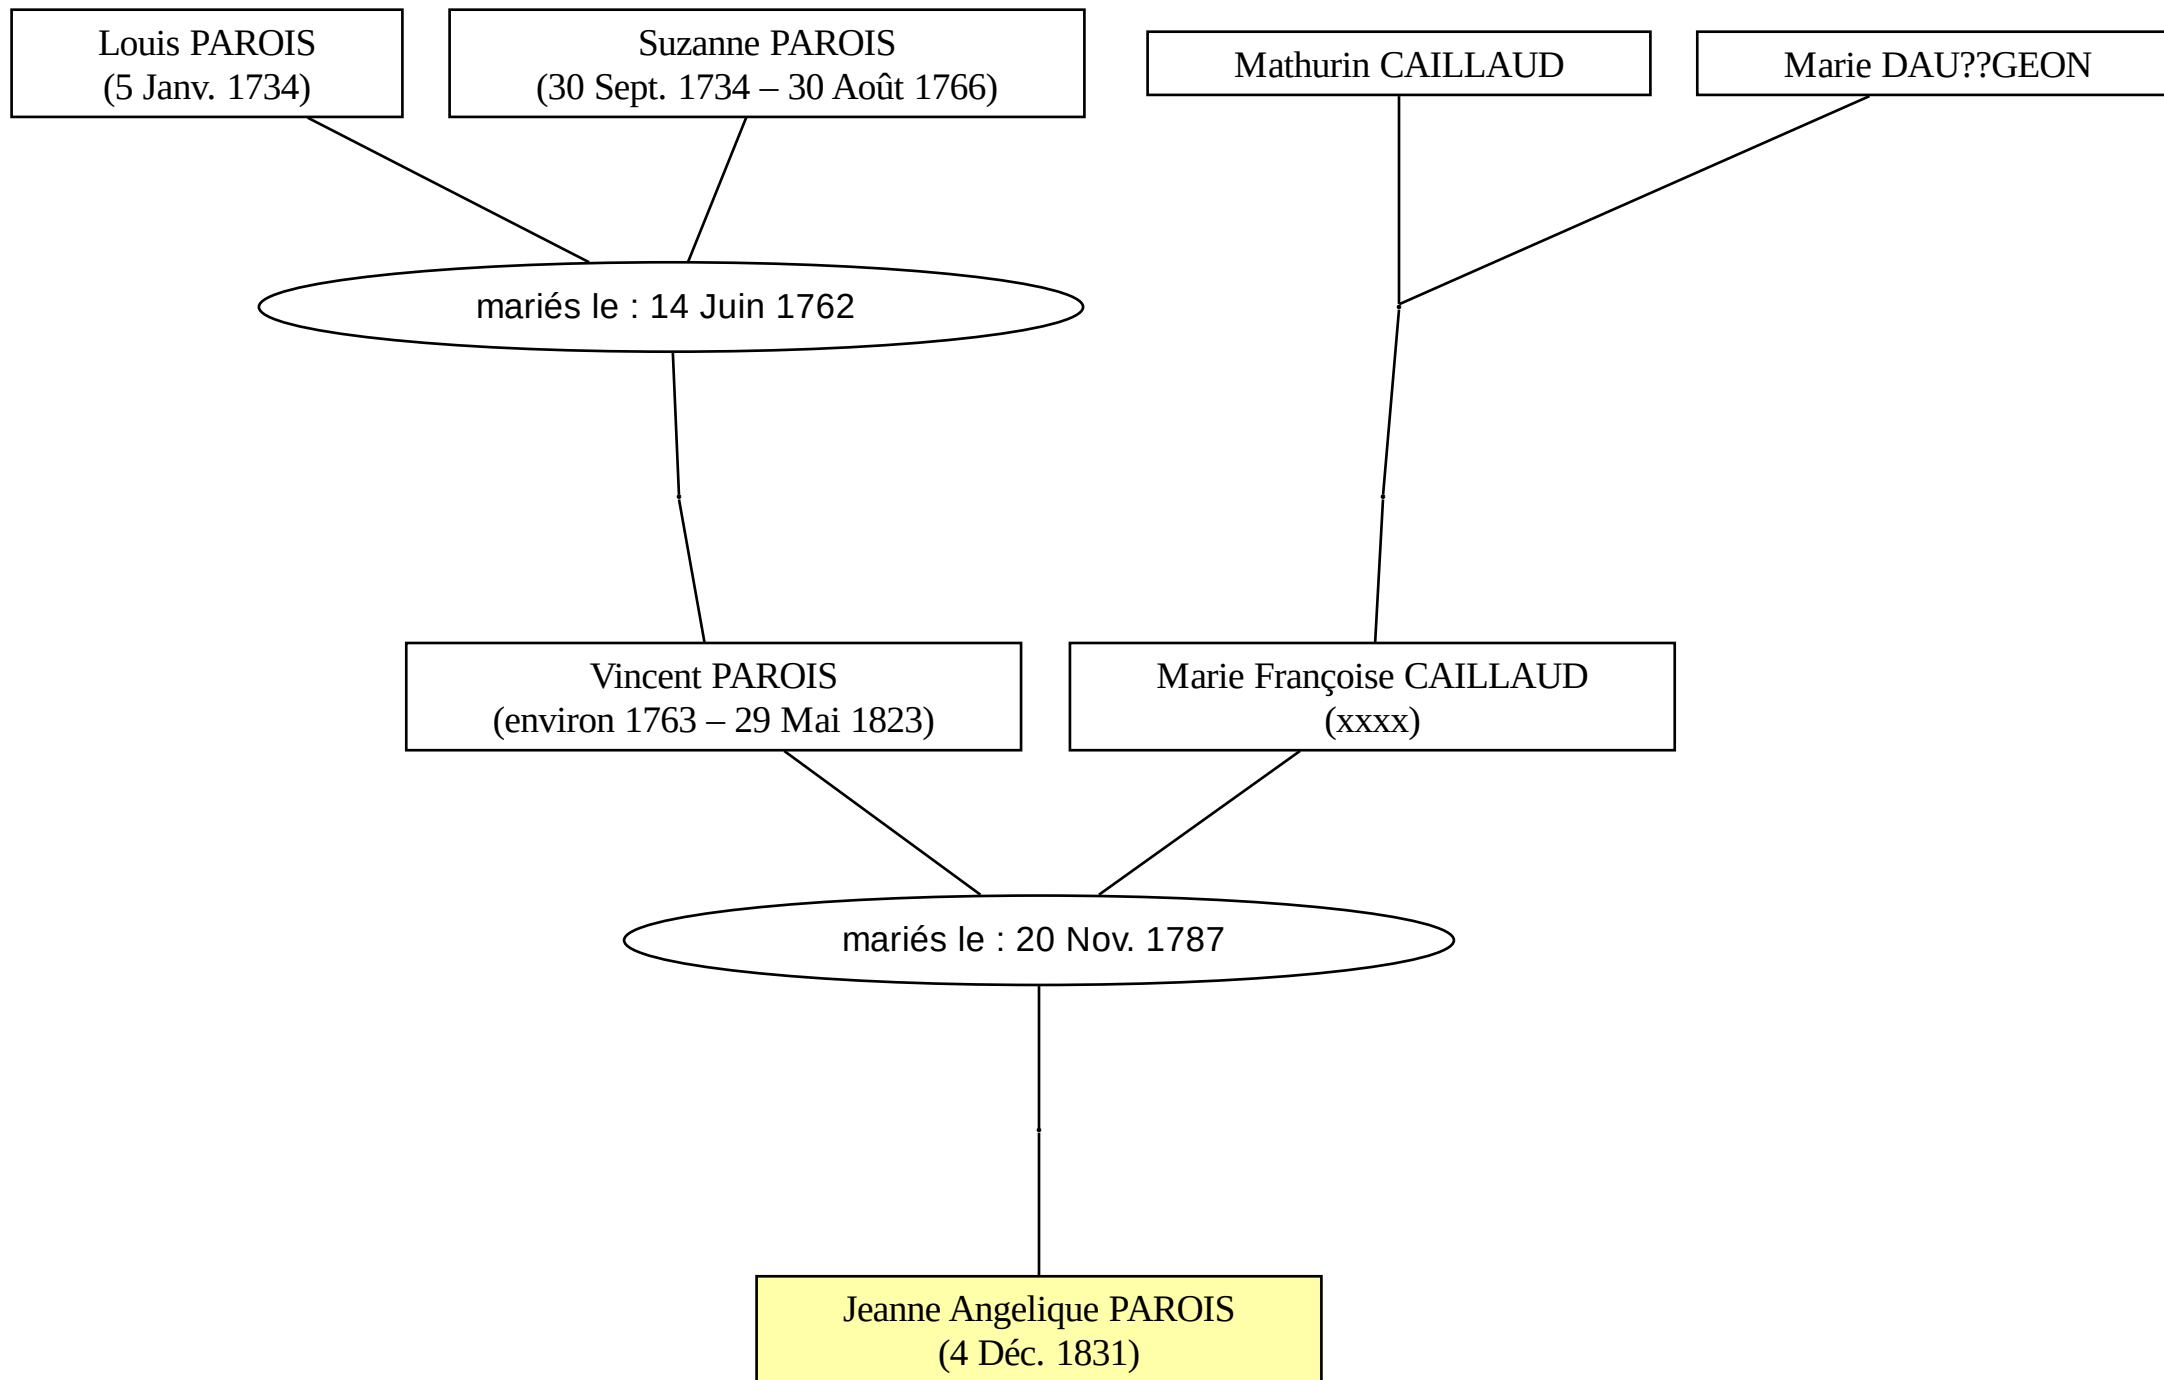 Louis PAROIS
(5 Janv. 1734)
Suzanne PAROIS
(30 Sept. 1734 – 30 Août 1766)
Mathurin CAILLAUD
Marie DAU??GEON
mariés le : 14 Juin 1762
Vincent PAROIS
(environ 1763 – 29 Mai 1823)
Marie Françoise CAILLAUD
(xxxx)
mariés le : 20 Nov. 1787
Jeanne Angelique PAROIS
(4 Déc. 1831)